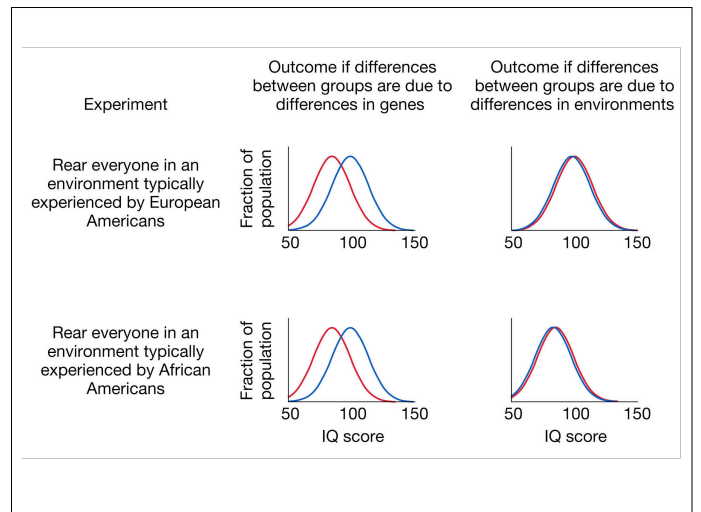 Experiment
Outcome if differences
between groups are due to
differences in genes
Outcome if differences
between groups are due to
differences in environments
Rear everyone in an
environment typically
experienced by European
Americans
Fraction of
population
50 100 150
50 100 150
Rear everyone in an
environment typically
experienced by African
Americans
Fraction of
population
50 100 150
IQ score
50 100 150
IQ score